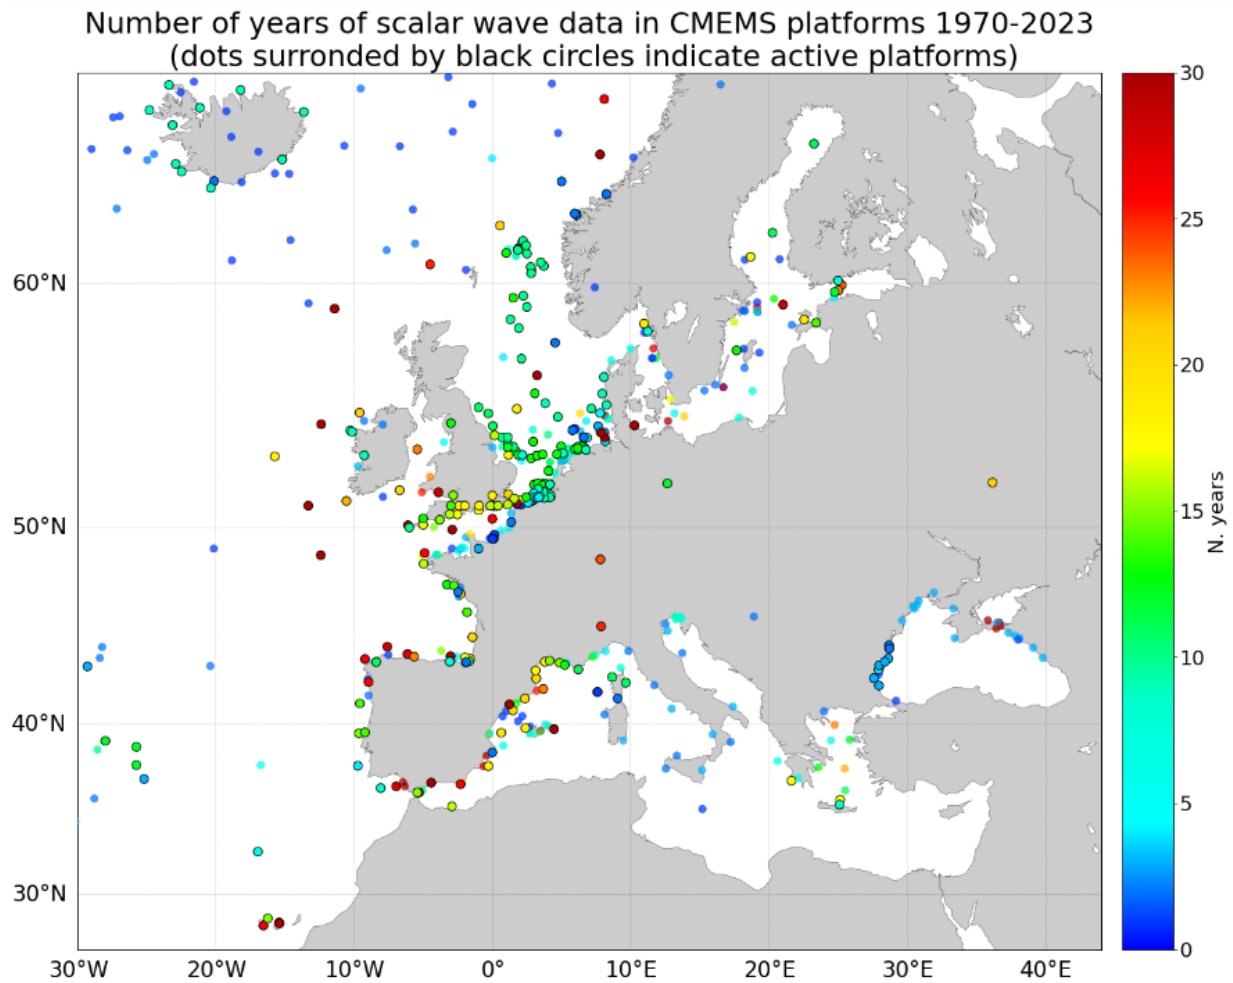 Number of years of scalar wave data in CMEMS platforms 1970-2023
(dots surronded by black circles indicate active platforms)
30
25
20
15
10
5
0
N. years
60°N
50°N
40°N
30°N
30°W
20°W
10°W
0°
10°E
20°E
30°E
40°E